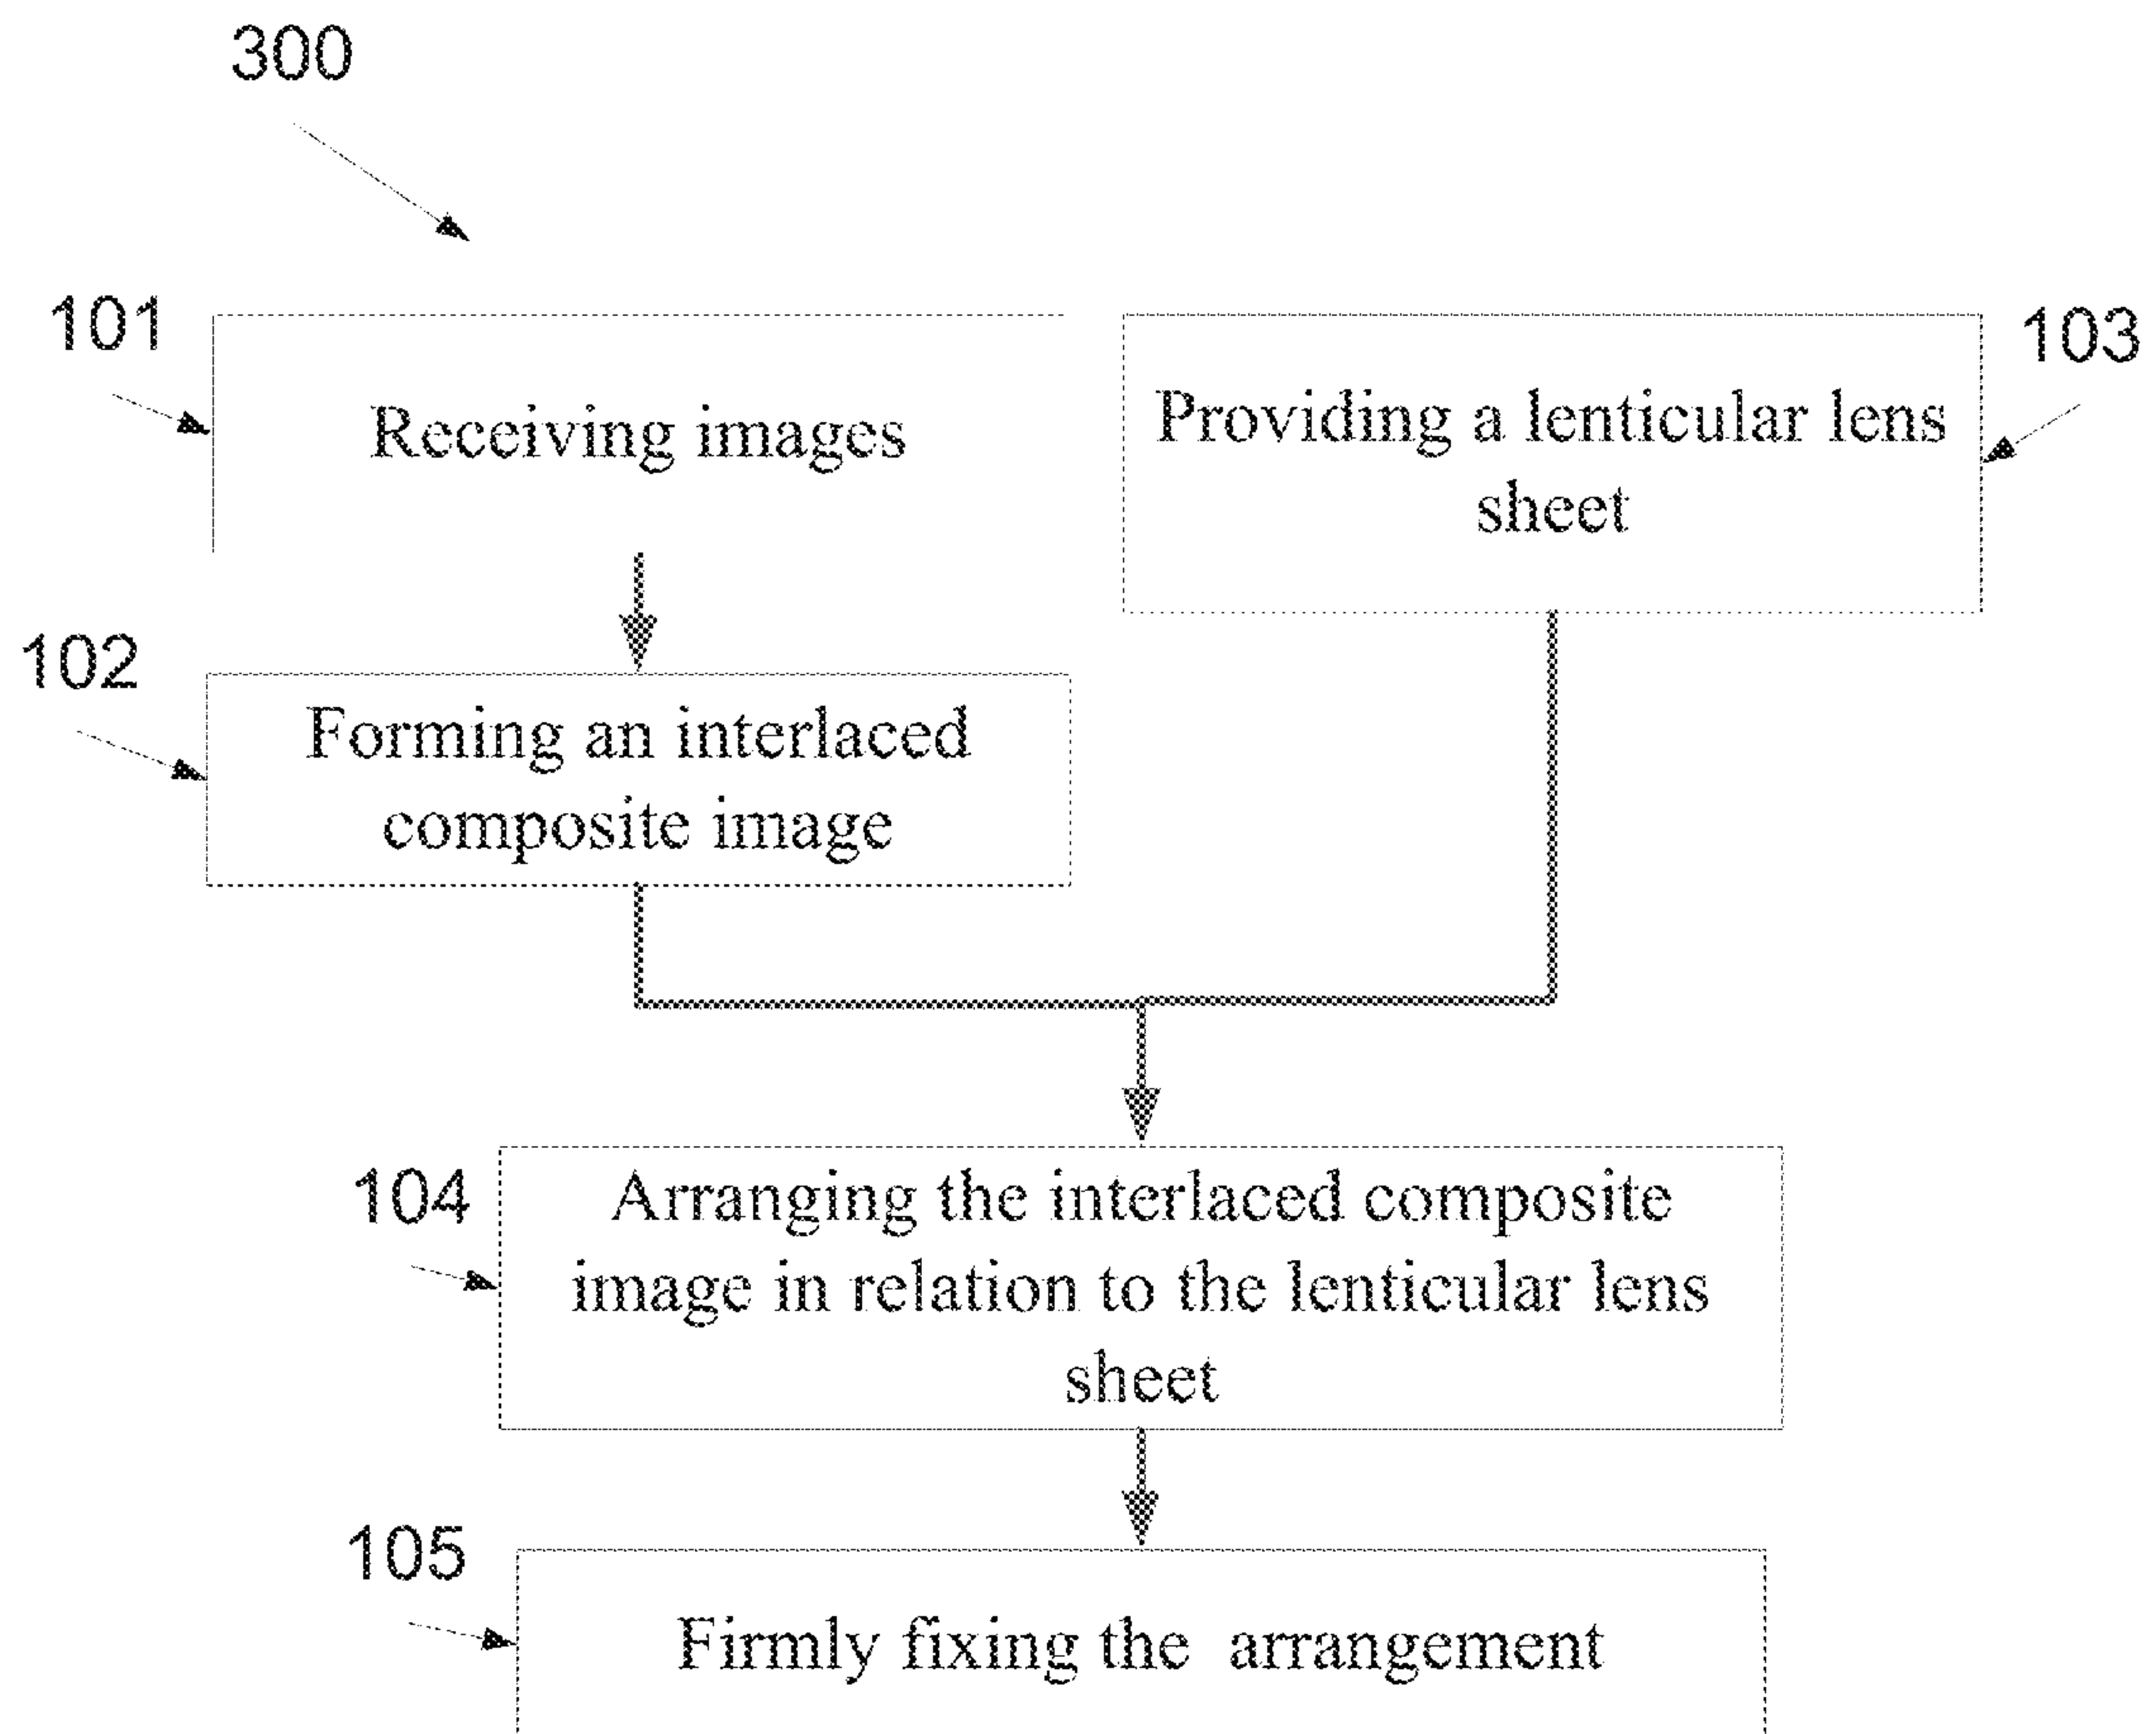 300
101
Receiving images
Providing a lenticular lens
sheet
103
102
Forming an interlaced
composite image
104
Arranging the interlaced composite
image in relation to the lenticular lens
sheet
105
Firmly fixing the arrangement